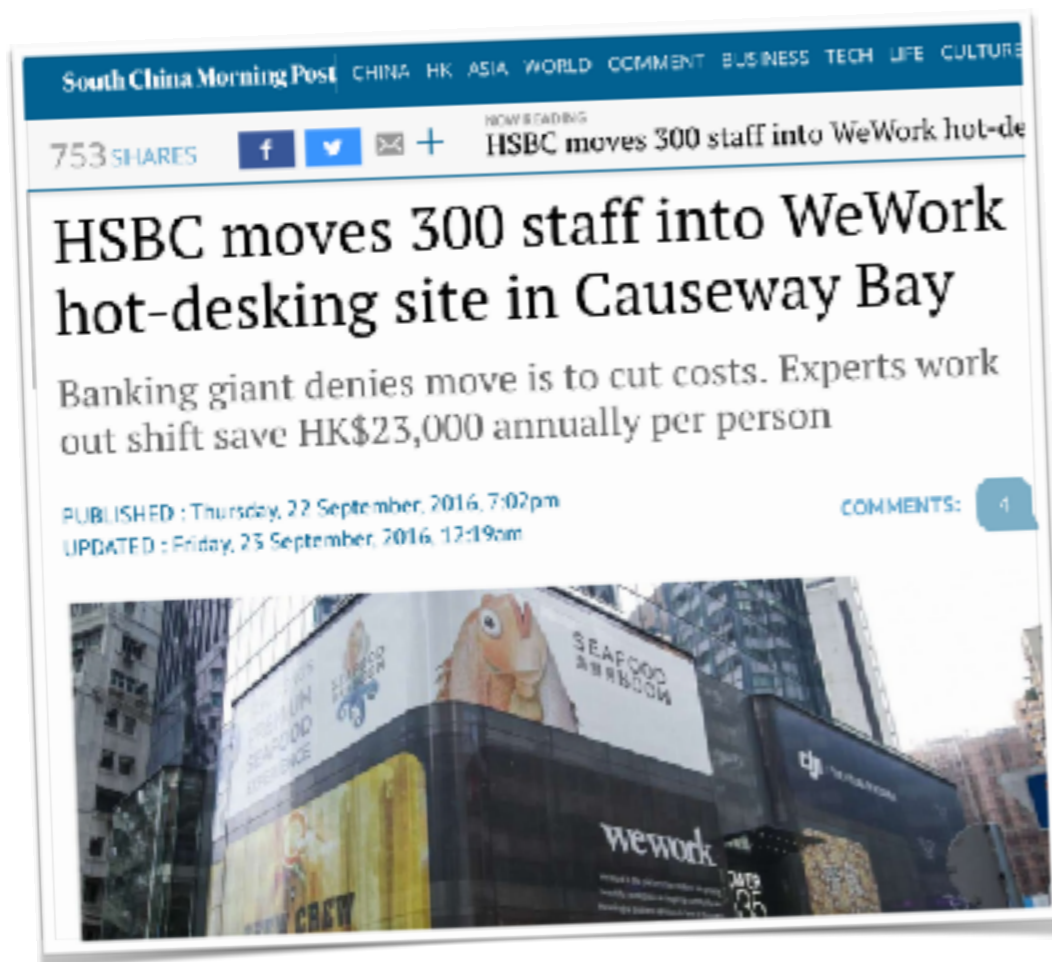 South China Morning Post CHINA HK ASIA WORLD COMMENT BUSINESS TECH LIFE CULTURE
753 SHARES
NOW READING
HSBC moves 300 staff into WeWork hot-de
HSBC moves 300 staff into WeWork
hot-desking site in Causeway Bay
Banking giant denies move is to cut costs. Experts work
out shift save HK$23,000 annually per person
PUBLISHED : Thursday, 22 September, 2016, 7:02pm
UPDATED : Friday, 23 September, 2016, 12:19am
COMMENTS: 4
SEAFOOD
SEAFOOD
EXPERIENCE
dji
wework
TOWER
535
CREW